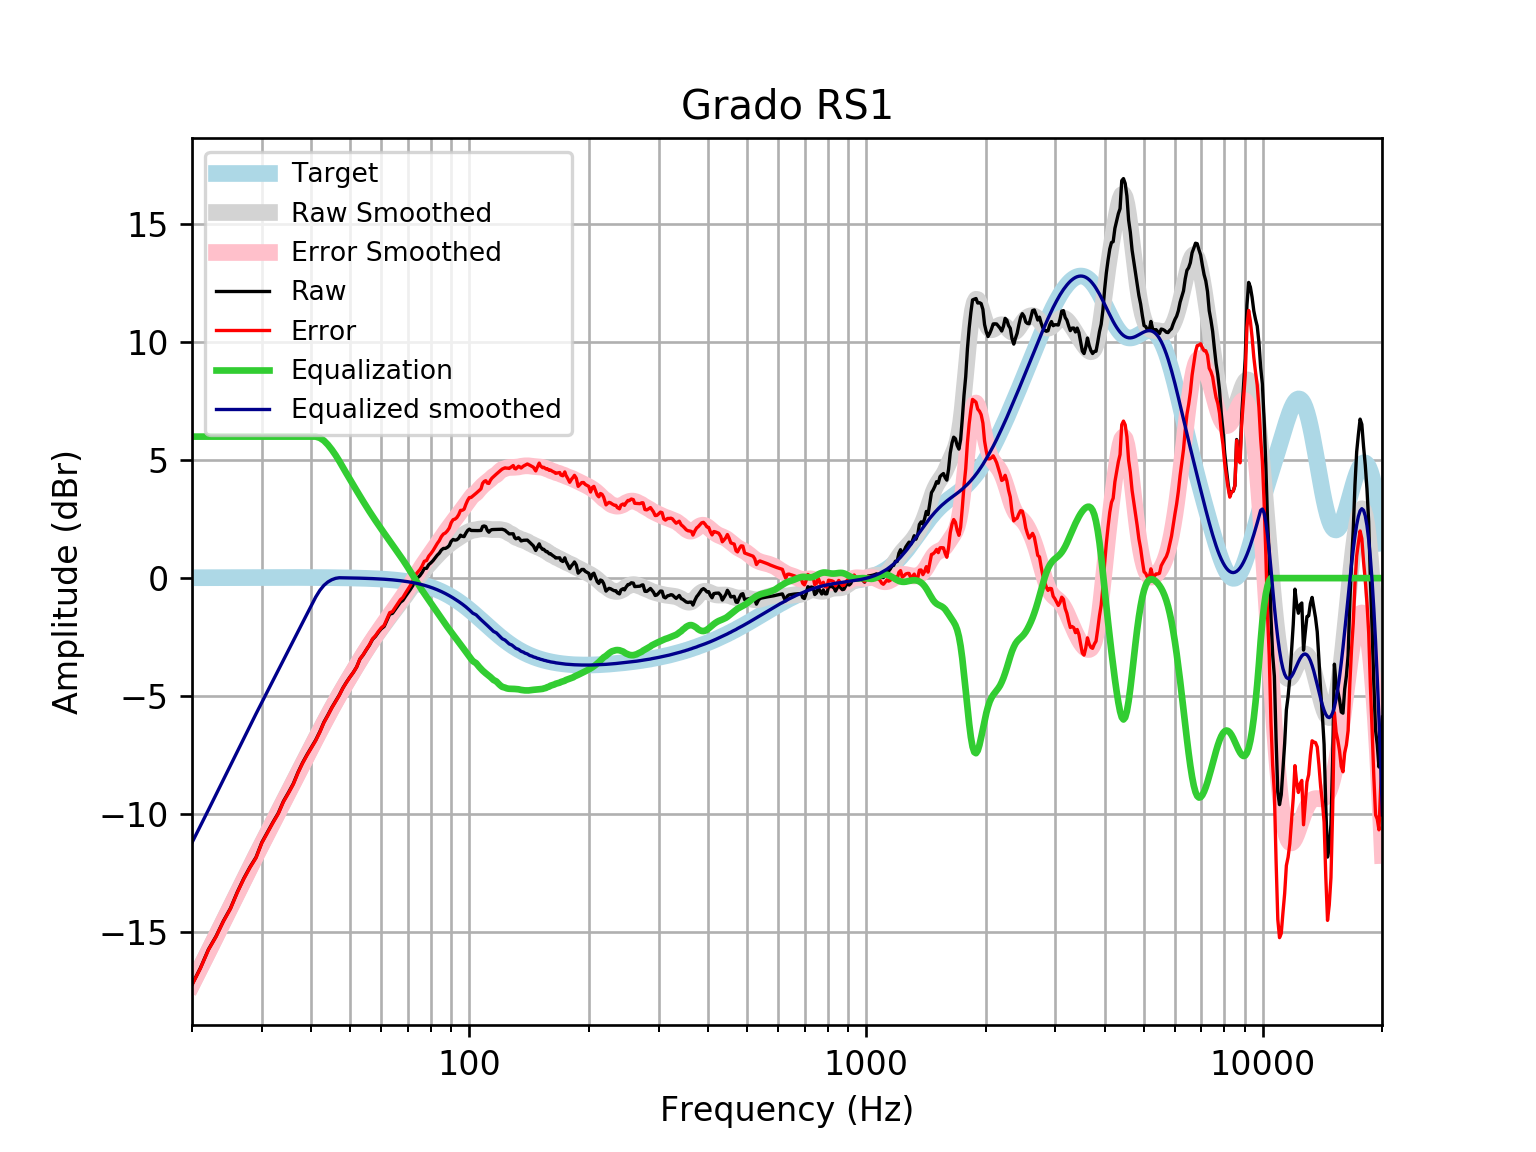 Grado RS1
Target
Raw Smoothed
Error Smoothed
Raw
Error
Equalization
Equalized smoothed
Amplitude (dBr)
15
10
5
0
−5
−10
−15
100
1000
10000
Frequency (Hz)